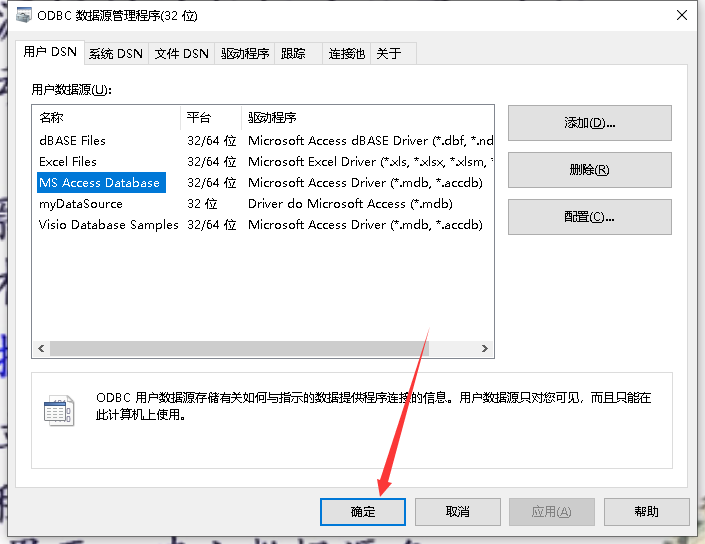 ODBC 数据源管理程序(32 位)
用户 DSN 系统 DSN 文件 DSN 驱动程序 跟踪 连接池 关于
用户数据源(U):
名称 平台 驱动程序
dBASE Files 32/64 位 Microsoft Access dBASE Driver (*.dbf, *.nd
Excel Files 32/64 位 Microsoft Excel Driver (*.xls, *.xlsx, *.xlsm, *
MS Access Database 32/64 位 Microsoft Access Driver (*.mdb, *.accdb)
myDataSource 32 位 Driver do Microsoft Access (*.mdb)
Visio Database Samples 32/64 位 Microsoft Access Driver (*.mdb, *.accdb)
添加(D)...
删除(R)
配置(C)...
ODBC 用户数据源存储有关如何与指示的数据提供程序连接的信息。用户数据源只对您可见，而且只能在
此计算机上使用。
确定 取消 应用(A) 帮助